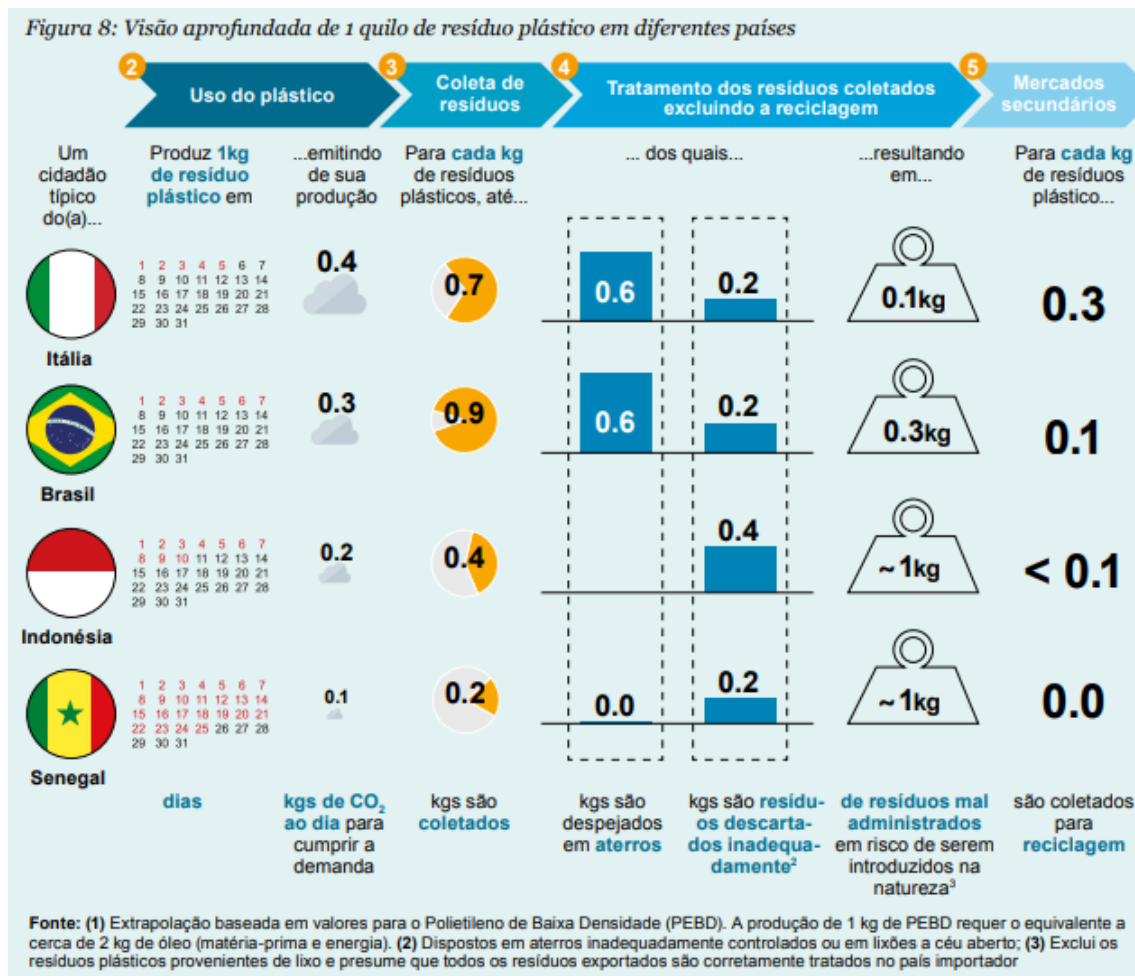 Figura 8: Visão aprofundada de 1 quilo de resíduo plástico em diferentes países
2
Uso do plástico
3
Coleta de
resíduos
4
Tratamento dos resíduos coletados
excluindo a reciclagem
5
Mercados
secundários
Um
cidadão
típico
do(a)...
Produz 1kg
de resíduo
plástico em
...emitindo
de sua
produção
Para cada kg
de resíduos
plásticos, até...
... dos quais...
...resultando
em...
Para cada kg
de resíduos
plástico...
Itália
1 2 3 4 5 6 7
8 9 10 11 12 13 14
15 16 17 18 19 20 21
22 23 24 25 26 27 28
29 30 31
0.4
0.7
0.6
0.2
0.1kg
0.3
Brasil
1 2 3 4 5 6 7
8 9 10 11 12 13 14
15 16 17 18 19 20 21
22 23 24 25 26 27 28
29 30 31
0.3
0.9
0.6
0.2
0.3kg
0.1
Indonésia
1 2 3 4 5 6 7
8 9 10 11 12 13 14
15 16 17 18 19 20 21
22 23 24 25 26 27 28
29 30 31
0.2
0.4
0.4
~ 1kg
< 0.1
Senegal
1 2 3 4 5 6 7
8 9 10 11 12 13 14
15 16 17 18 19 20 21
22 23 24 25 26 27 28
29 30 31
0.1
0.2
0.0
0.2
~ 1kg
0.0
dias
kgs de CO₂
ao dia para
cumprir a
demanda
kgs são
coletados
kgs são
despejados
em aterros
kgs são resídu-
os descarta-
dos inadequa-
damente²
de resíduos mal
administrados
em risco de serem
introduzidos na
natureza³
são coletados
para
reciclagem
Fonte: (1) Extrapolação baseada em valores para o Polietileno de Baixa Densidade (PEBD). A produção de 1 kg de PEBD requer o equivalente a
cerca de 2 kg de óleo (matéria-prima e energia). (2) Dispostos em aterros inadequadamente controlados ou em lixões a céu aberto; (3) Exclui os
resíduos plásticos provenientes de lixo e presume que todos os resíduos exportados são corretamente tratados no país importador